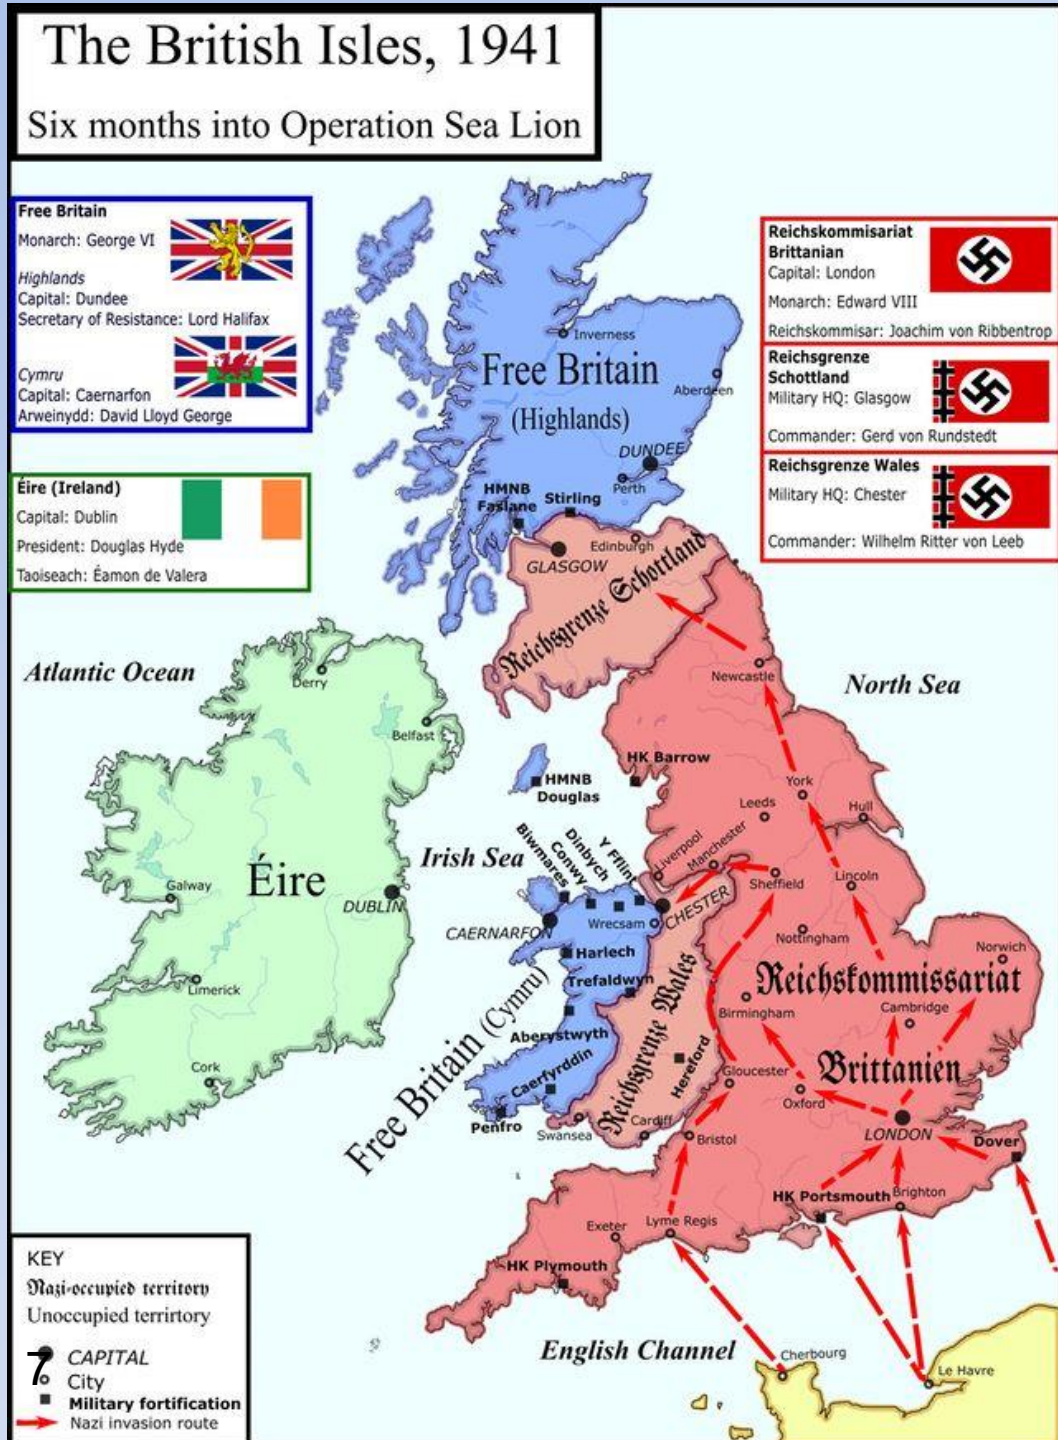 The British Isles, 1941
Six months into Operation Sea Lion
Free Britain
Monarch: George VI
Highlands
Capital: Dundee
Secretary of Resistance: Lord Halifax
Cymru
Capital: Caernarfon
Arweinydd: David Lloyd George
Éire (Ireland)
Capital: Dublin
President: Douglas Hyde
Taoiseach: Éamon de Valera
Reichskommisariat
Brittanian
Capital: London
Monarch: Edward VIII
Reichskommisar: Joachim von Ribbentrop
Reichsgrenze
Schottland
Military HQ: Glasgow
Commander: Gerd von Rundstedt
Reichsgrenze Wales
Military HQ: Chester
Commander: Wilhelm Ritter von Leeb
Inverness
Free Britain
(Highlands)
Aberdeen
DUNDEE
Perth
HMNB
Faslane
Stirling
Edinburgh
GLASGOW
Reichsgrenze Schottland
Atlantic Ocean
North Sea
Derry
Belfast
Newcastle
HMNB
Douglas
HK Barrow
York
Leeds
Hull
Irish Sea
Éire
Galway
DUBLIN
Limerick
Cork
Biwmares
Conwy
Dinbych
Y Fflint
Liverpool
Manchester
Sheffield
Lincoln
CHESTER
Wrecsam
CAERNARFON
Harlech
Trefaldwyn
Aberystwyth
Caerfyrddin
Penfro
Swansea
Cardiff
Hereford
Free Britain (Cymru)
Reichsgrenze Wales
Nottingham
Norwich
Reichskommissariat
Birmingham
Cambridge
Brittanien
Gloucester
Oxford
LONDON
Dover
Bristol
HK Portsmouth
Brighton
Exeter
Lyme Regis
HK Plymouth
English Channel
Cherbourg
Le Havre
KEY
Nazi-occupied territory
Unoccupied terrirtory
CAPITAL
City
Military fortification
Nazi invasion route
7